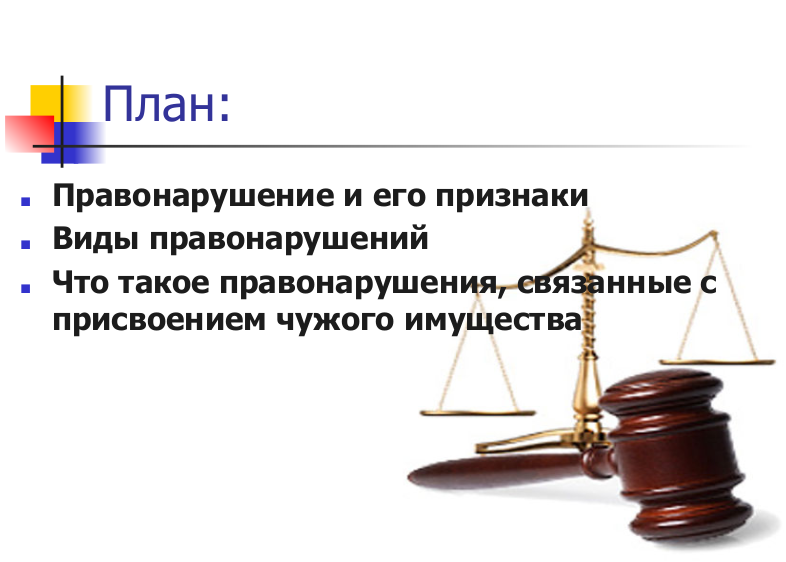 План:
Правонарушение и его признаки
Виды правонарушений
Что такое правонарушения, связанные с
присвоением чужого имущества